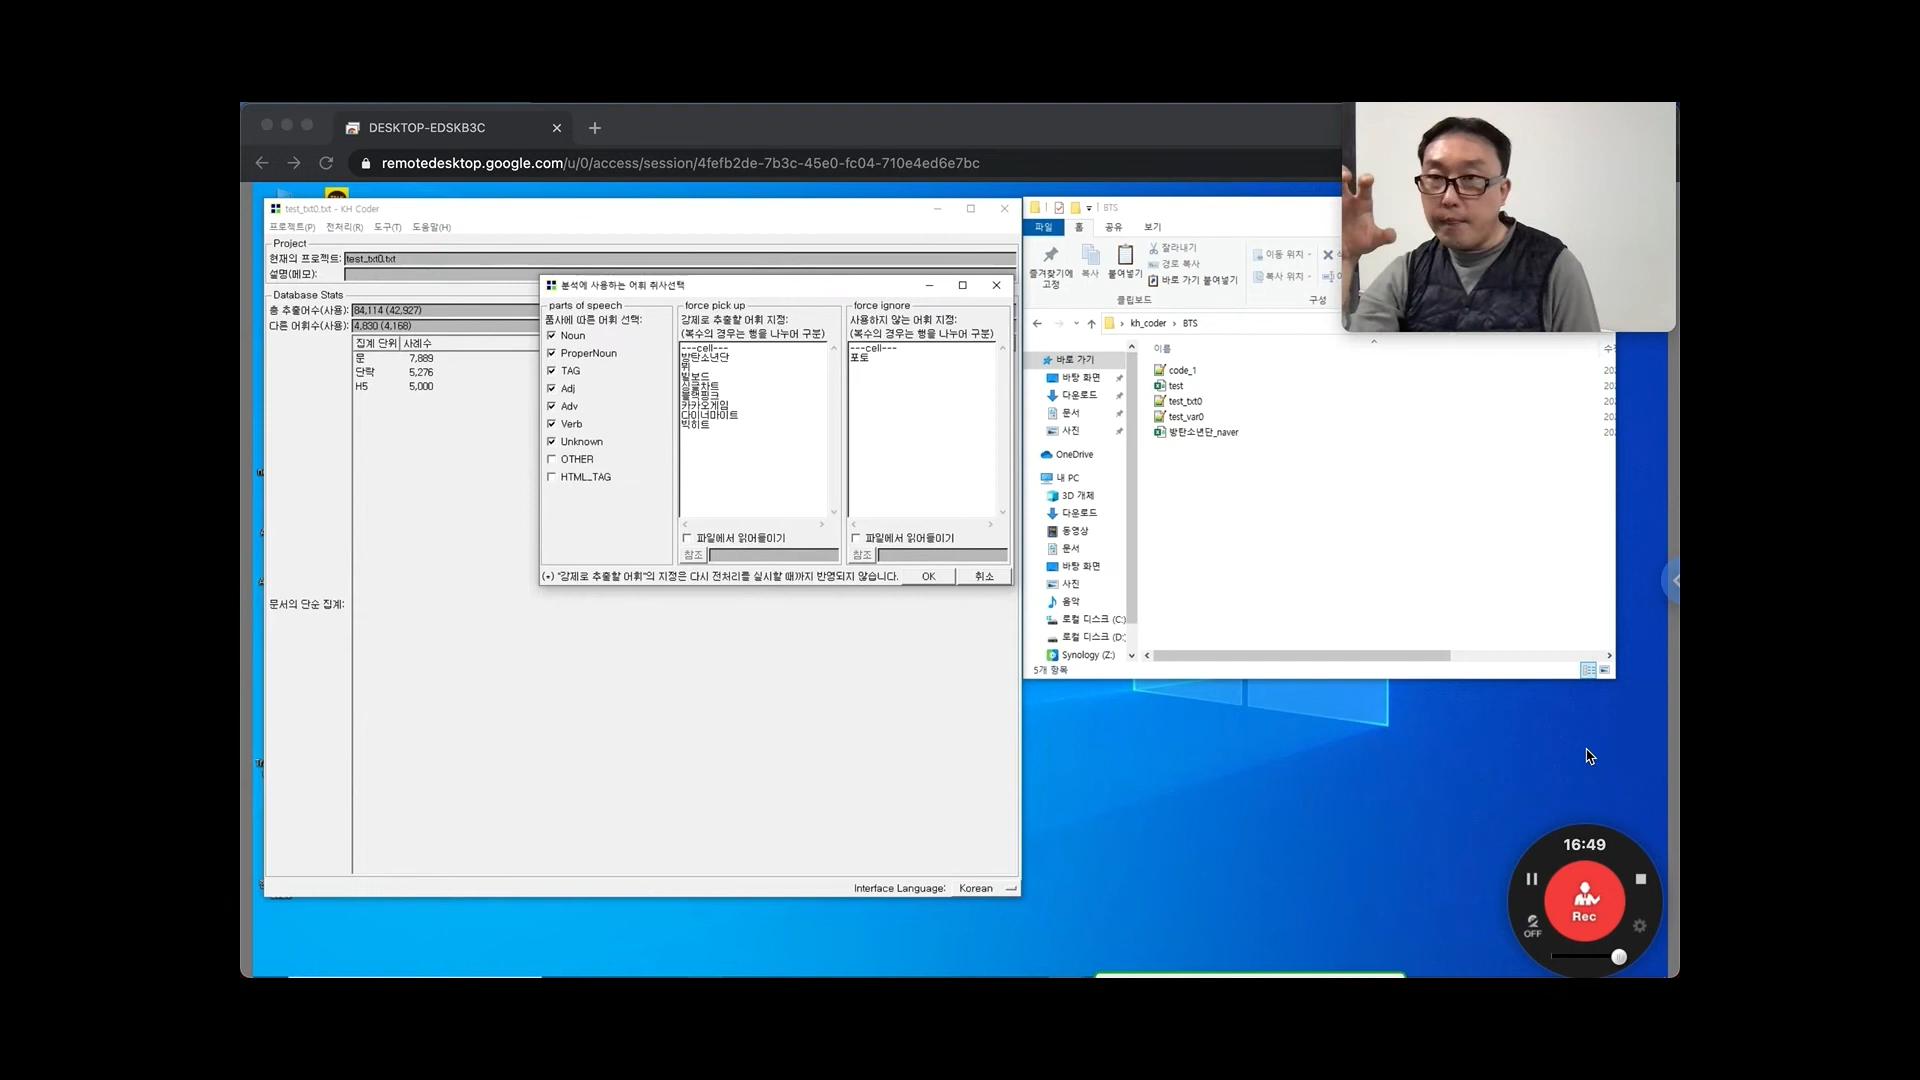 DESKTOP-EDSKB3C
remotedesktop.google.com/u/0/access/session/4fefb2de-7b3c-45e0-fc04-710e4ed6e7bc
test_txt0.txt - KH Coder
프로젝트(P) 전처리(R) 도구(T) 도움말(H)
Project
현재의 프로젝트: test_txt0.txt
설명(메모):
Database Stats
총 추출어수(사용): 84,114 (42,927)
다른 어휘수(사용): 4,830 (4,168)
집계 단위 사례수
문 7,889
단락 5,276
H5 5,000
문서의 단순 집계:
Interface Language: Korean
분석에 사용하는 어휘 취사선택
parts of speech
품사에 따른 어휘 선택:
Noun
ProperNoun
TAG
Adj
Adv
Verb
Unknown
OTHER
HTML_TAG
force pick up
강제로 추출할 어휘 지정:
(복수의 경우는 행을 나누어 구분)
---cell---
방탄소년단
뷔
빌보드
싱글차트
블랙핑크
카카오게임
다이너마이트
빅히트
파일에서 읽어들이기
참조
force ignore
사용하지 않는 어휘 지정:
(복수의 경우는 행을 나누어 구분)
---cell---
포토
파일에서 읽어들이기
참조
(*) "강제로 추출할 어휘"의 지정은 다시 전처리를 실시할 때까지 반영되지 않습니다. OK 취소
BTS
파일 홈 공유 보기
즐겨찾기에 고정
복사
붙여넣기
잘라내기
경로 복사
바로 가기 붙여넣기
클립보드
이동 위치
복사 위치
구성
kh_coder › BTS
바로 가기
바탕 화면
다운로드
문서
사진
OneDrive
내 PC
3D 개체
다운로드
동영상
문서
바탕 화면
사진
음악
로컬 디스크 (C:)
로컬 디스크 (D:)
Synology (Z:)
이름
code_1
test
test_txt0
test_var0
방탄소년단_naver
5개 항목
16:49
Rec
OFF